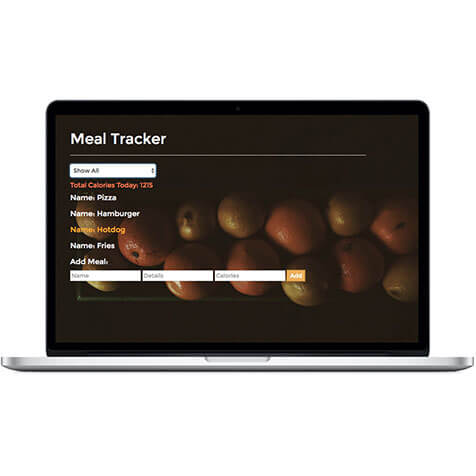 Meal Tracker
Show All
Total Calories Today: 1215
Name: Pizza
Name: Hamburger
Name: Hotdog
Name: Fries
Add Meal:
Name Details Calories Add